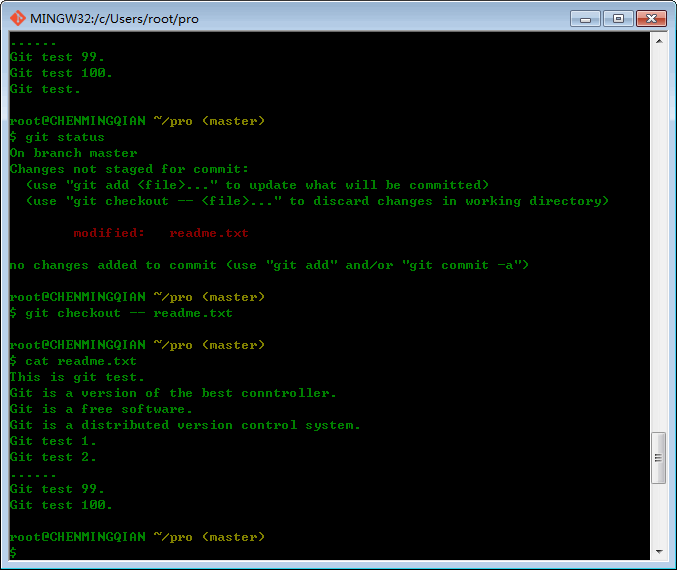 MINGW32:/c/Users/root/pro
......
Git test 99.
Git test 100.
Git test.
root@CHENMINGQIAN ~/pro (master)
$ git status
On branch master
Changes not staged for commit:
(use "git add <file>..." to update what will be committed)
(use "git checkout -- <file>..." to discard changes in working directory)
modified: readme.txt
no changes added to commit (use "git add" and/or "git commit -a")
root@CHENMINGQIAN ~/pro (master)
$ git checkout -- readme.txt
root@CHENMINGQIAN ~/pro (master)
$ cat readme.txt
This is git test.
Git is a version of the best conntroller.
Git is a free software.
Git is a distributed version control system.
Git test 1.
Git test 2.
......
Git test 99.
Git test 100.
root@CHENMINGQIAN ~/pro (master)
$